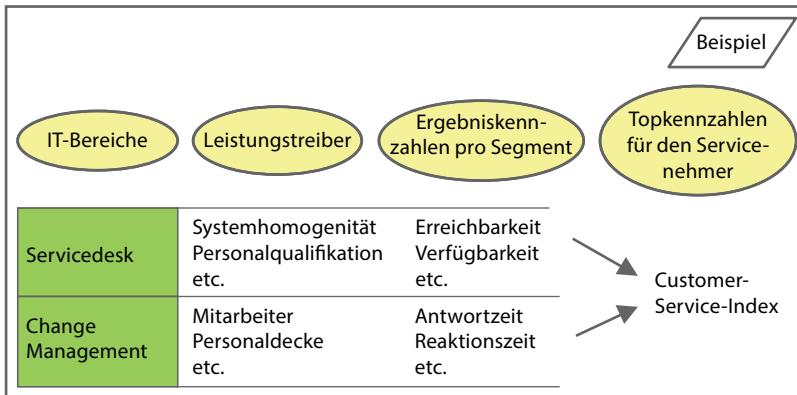 Beispiel
IT-Bereiche
Leistungstreiber
Ergebniskenn-
zahlen pro Segment
Topkennzahlen
für den Service-
nehmer
Servicedesk
Systemhomogenität
Personalqualifikation
etc.
Erreichbarkeit
Verfügbarkeit
etc.
Change
Management
Mitarbeiter
Personaldecke
etc.
Antwortzeit
Reaktionszeit
etc.
Customer-
Service-Index